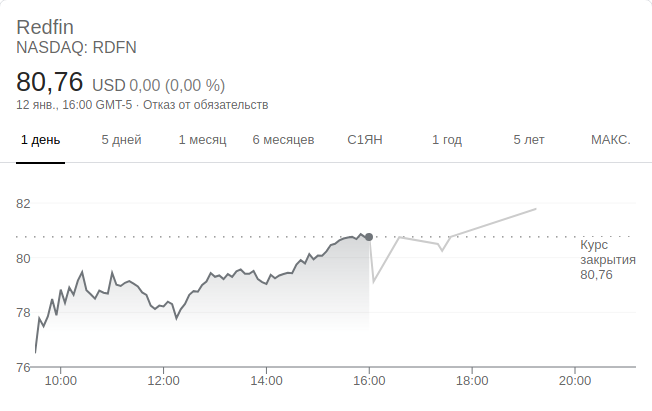 Redfin
NASDAQ: RDFN
80,76 USD 0,00 (0,00 %)
12 янв., 16:00 GMT-5 · Отказ от обязательств
1 день 5 дней 1 месяц 6 месяцев С1ЯН 1 год 5 лет МАКС.
82
80
78
76
Курс
закрытия
80,76
10:00 12:00 14:00 16:00 18:00 20:00